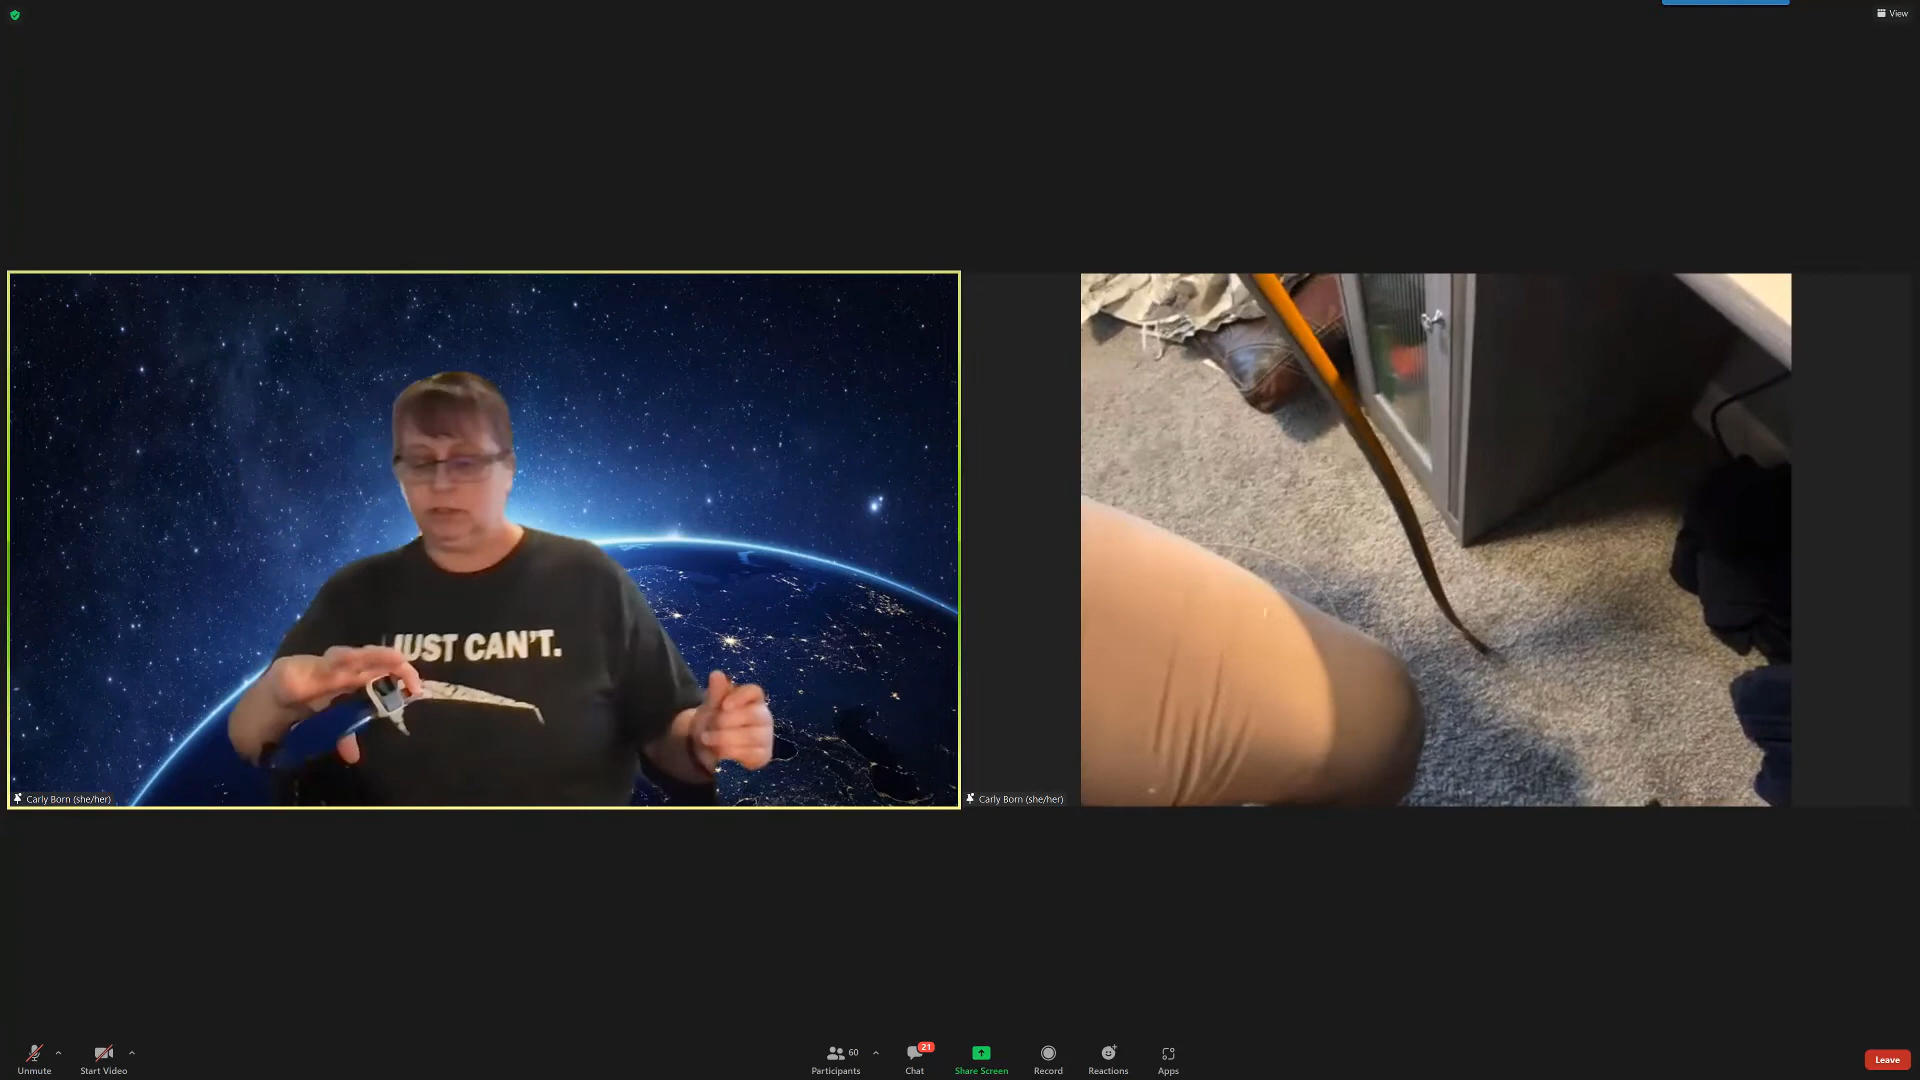 View
JUST CAN'T.
Carly Born (she/her)
Carly Born (she/her)
Unmute
Start Video
60
Participants
21
Chat
Share Screen
Record
Reactions
Apps
Leave